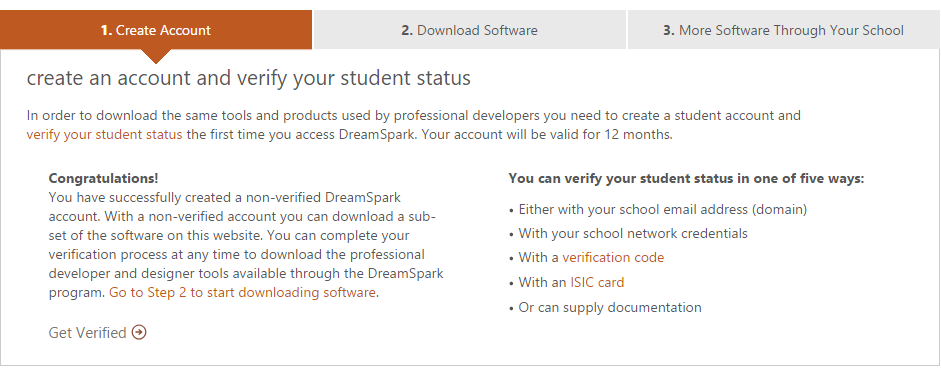 1. Create Account
2. Download Software
3. More Software Through Your School
create an account and verify your student status
In order to download the same tools and products used by professional developers you need to create a student account and
verify your student status the first time you access DreamSpark. Your account will be valid for 12 months.
Congratulations!
You have successfully created a non-verified DreamSpark
account. With a non-verified account you can download a sub-
set of the software on this website. You can complete your
verification process at any time to download the professional
developer and designer tools available through the DreamSpark
program. Go to Step 2 to start downloading software.
Get Verified
You can verify your student status in one of five ways:
• Either with your school email address (domain)
• With your school network credentials
• With a verification code
• With an ISIC card
• Or can supply documentation